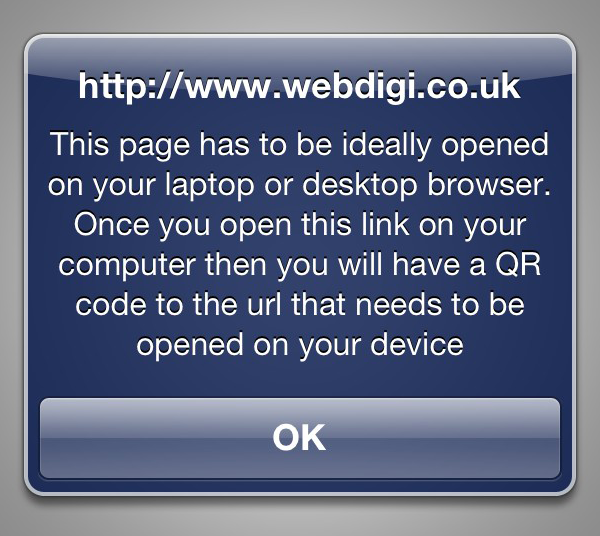 http://www.webdigi.co.uk
This page has to be ideally opened
on your laptop or desktop browser.
Once you open this link on your
computer then you will have a QR
code to the url that needs to be
opened on your device
OK